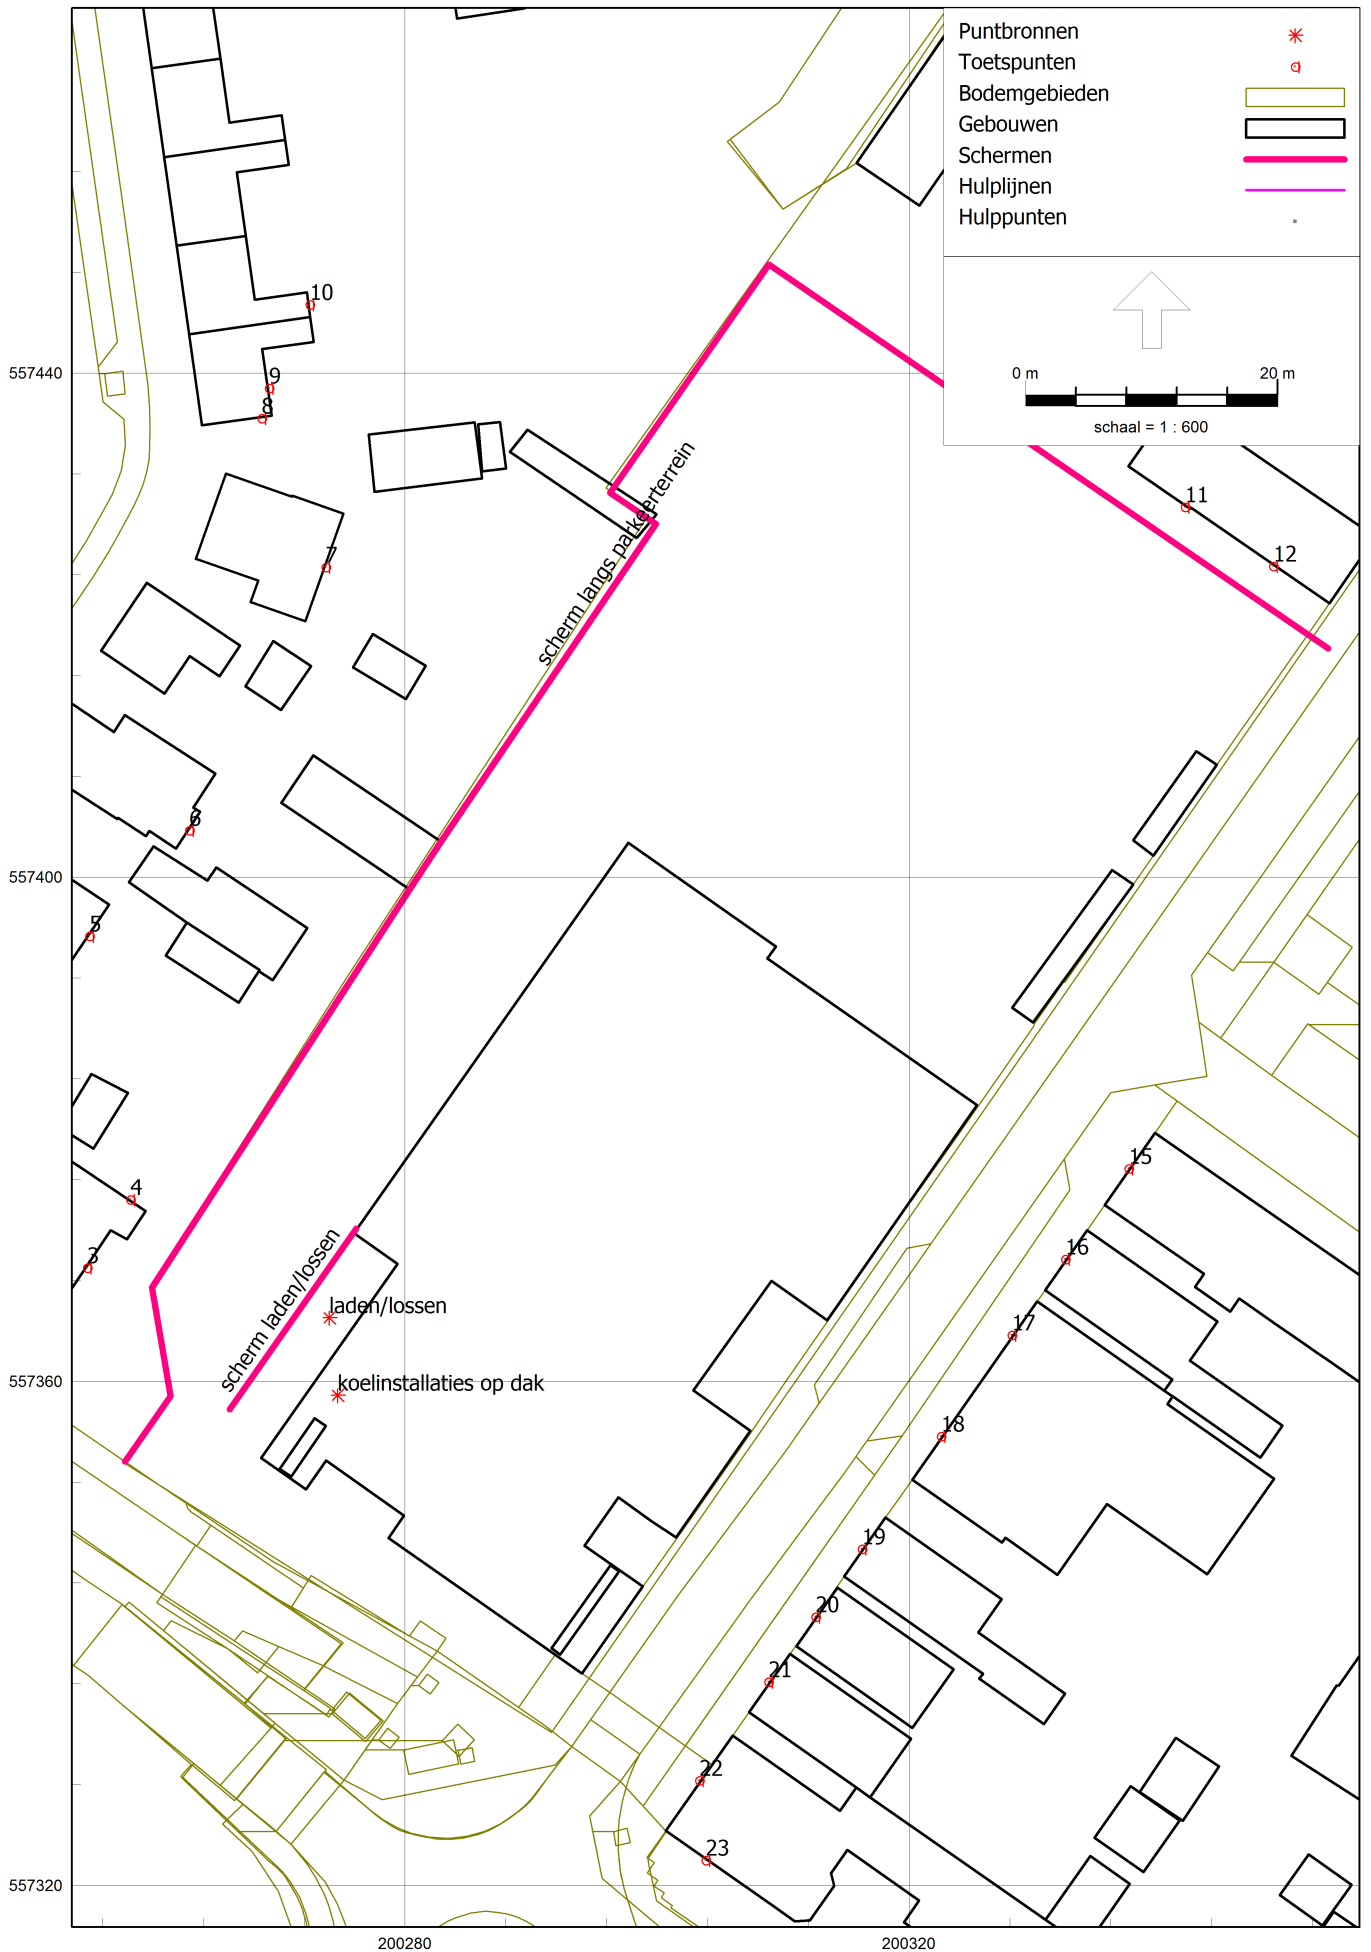 Puntbronnen
Toetspunten
Bodemgebieden
Gebouwen
Schermen
Hulplijnen
Hulppunten
0 m 20 m
schaal = 1 : 600
10
557440
9
8
scherm langs parkeerterrein
11
12
7
6
557400
5
4
15
3
16
scherm laden/lossen
laden/lossen
17
557360
koelinstallaties op dak
18
19
20
21
22
23
557320
200280 200320